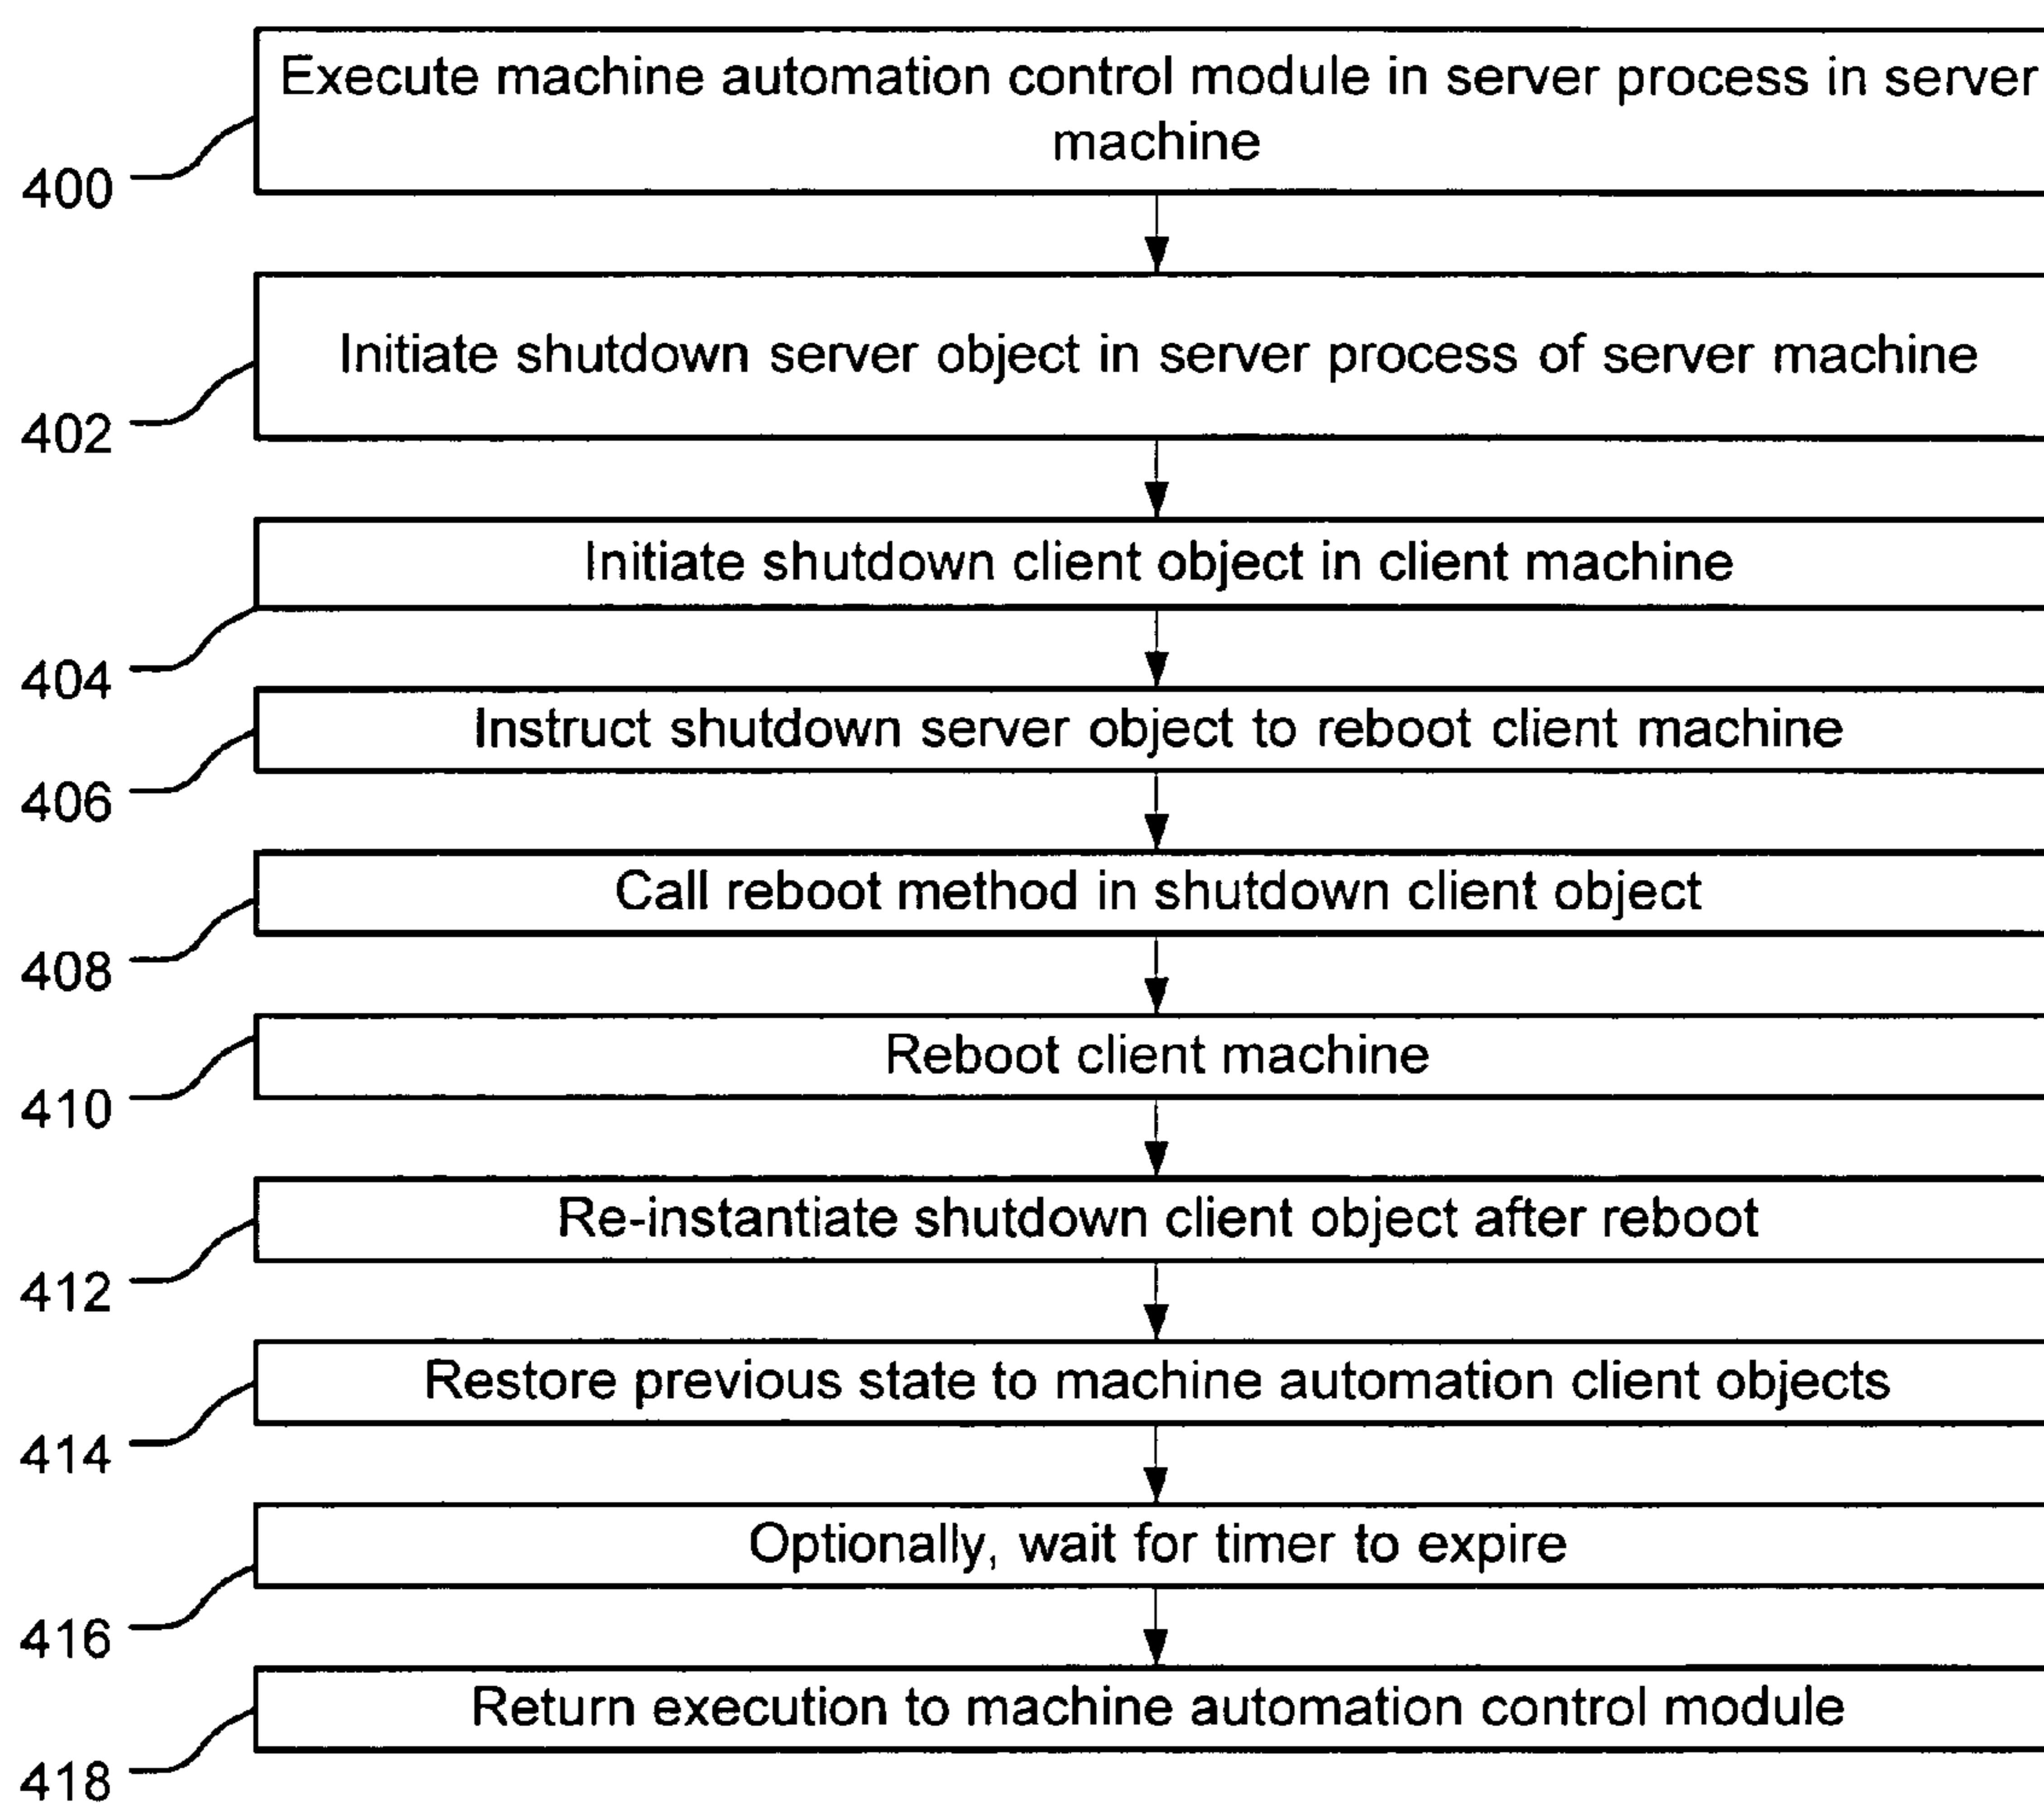 Execute machine automation control module in server process in server
machine
400
Initiate shutdown server object in server process of server machine
402
Initiate shutdown client object in client machine
404
Instruct shutdown server object to reboot client machine
406
Call reboot method in shutdown client object
408
Reboot client machine
410
Re-instantiate shutdown client object after reboot
412
Restore previous state to machine automation client objects
414
Optionally, wait for timer to expire
416
Return execution to machine automation control module
418